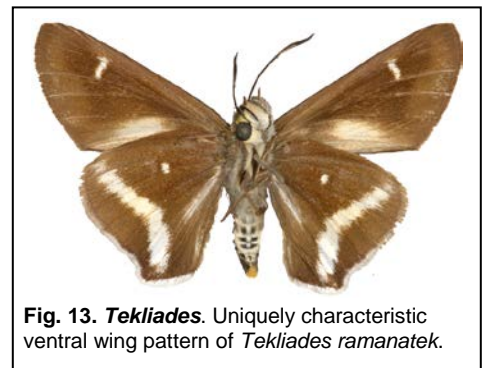 Fig. 13. Tekliades. Uniquely characteristic
ventral wing pattern of Tekliades ramanatek.